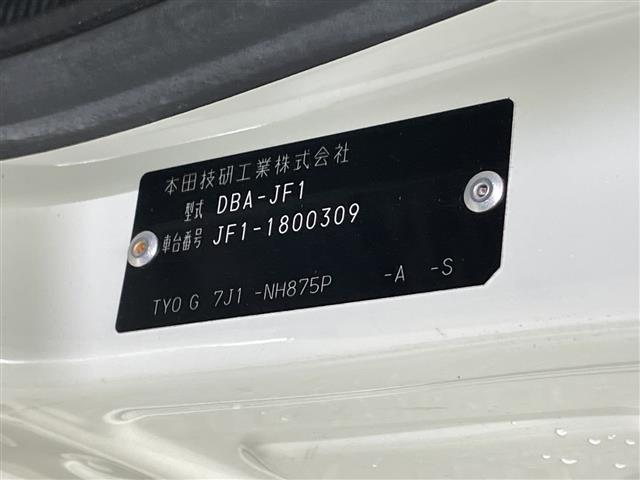 本田技研工業株式会社
型式 DBA-JF1
車台番号 JF1-1800309
TYO G 7J1 -NH875P -A -S